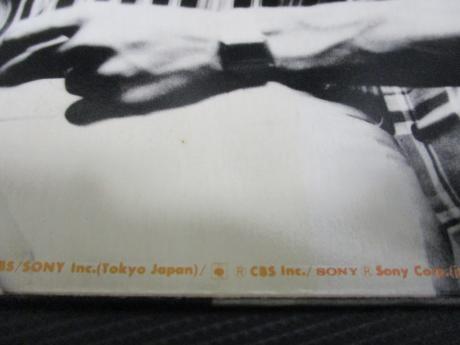 BS/SONY Inc.(Tokyo Japan)/ Ⓡ CBS Inc./ SONY Ⓡ Sony Corp.(